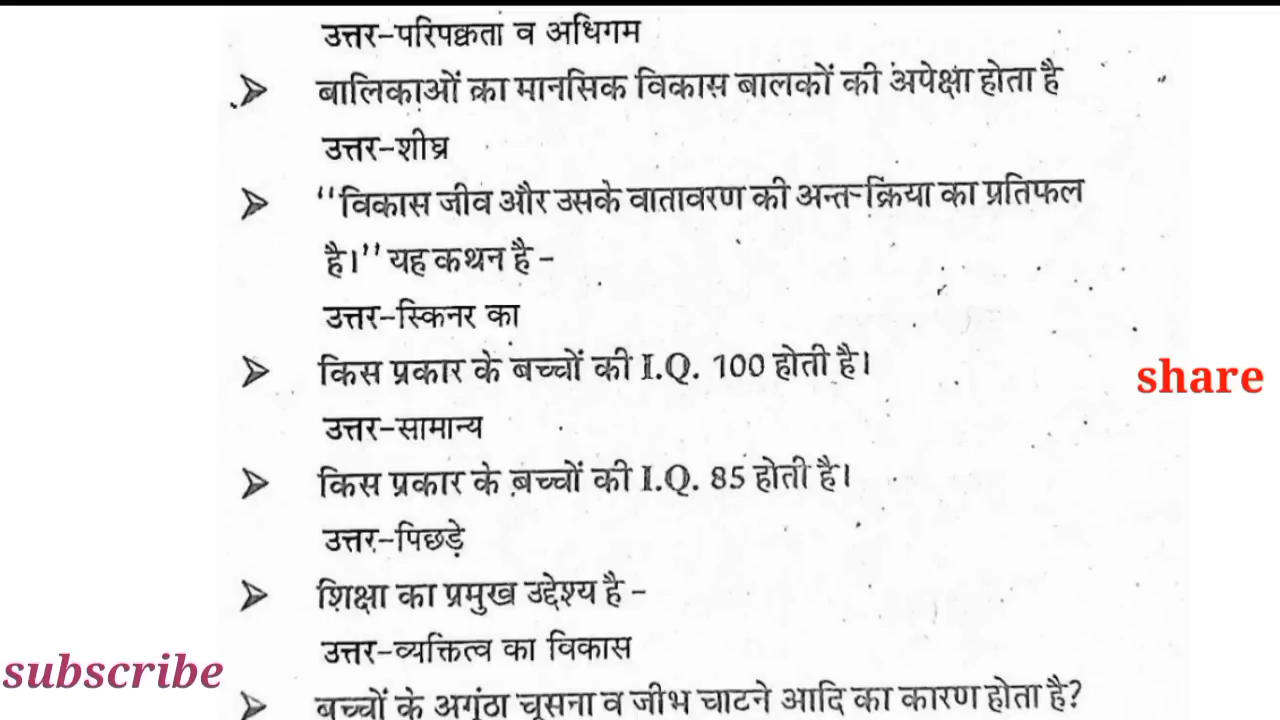 उत्तर-परिपक्वता व अधिगम
➢ बालिकाओं का मानसिक विकास बालकों की अपेक्षा होता है
उत्तर-शीघ्र
➢ “विकास जीव और उसके वातावरण की अन्त-क्रिया का प्रतिफल
है।” यह कथन है -
उत्तर-स्किनर का
➢ किस प्रकार के बच्चों की I.Q. 100 होती है।
share
उत्तर-सामान्य
➢ किस प्रकार के बच्चों की I.Q. 85 होती है।
उत्तर-पिछड़े
➢ शिक्षा का प्रमुख उद्देश्य है -
उत्तर-व्यक्तित्व का विकास
subscribe
➢ बच्चों के अगूंठा चूसना व जीभ चाटने आदि का कारण होता है?